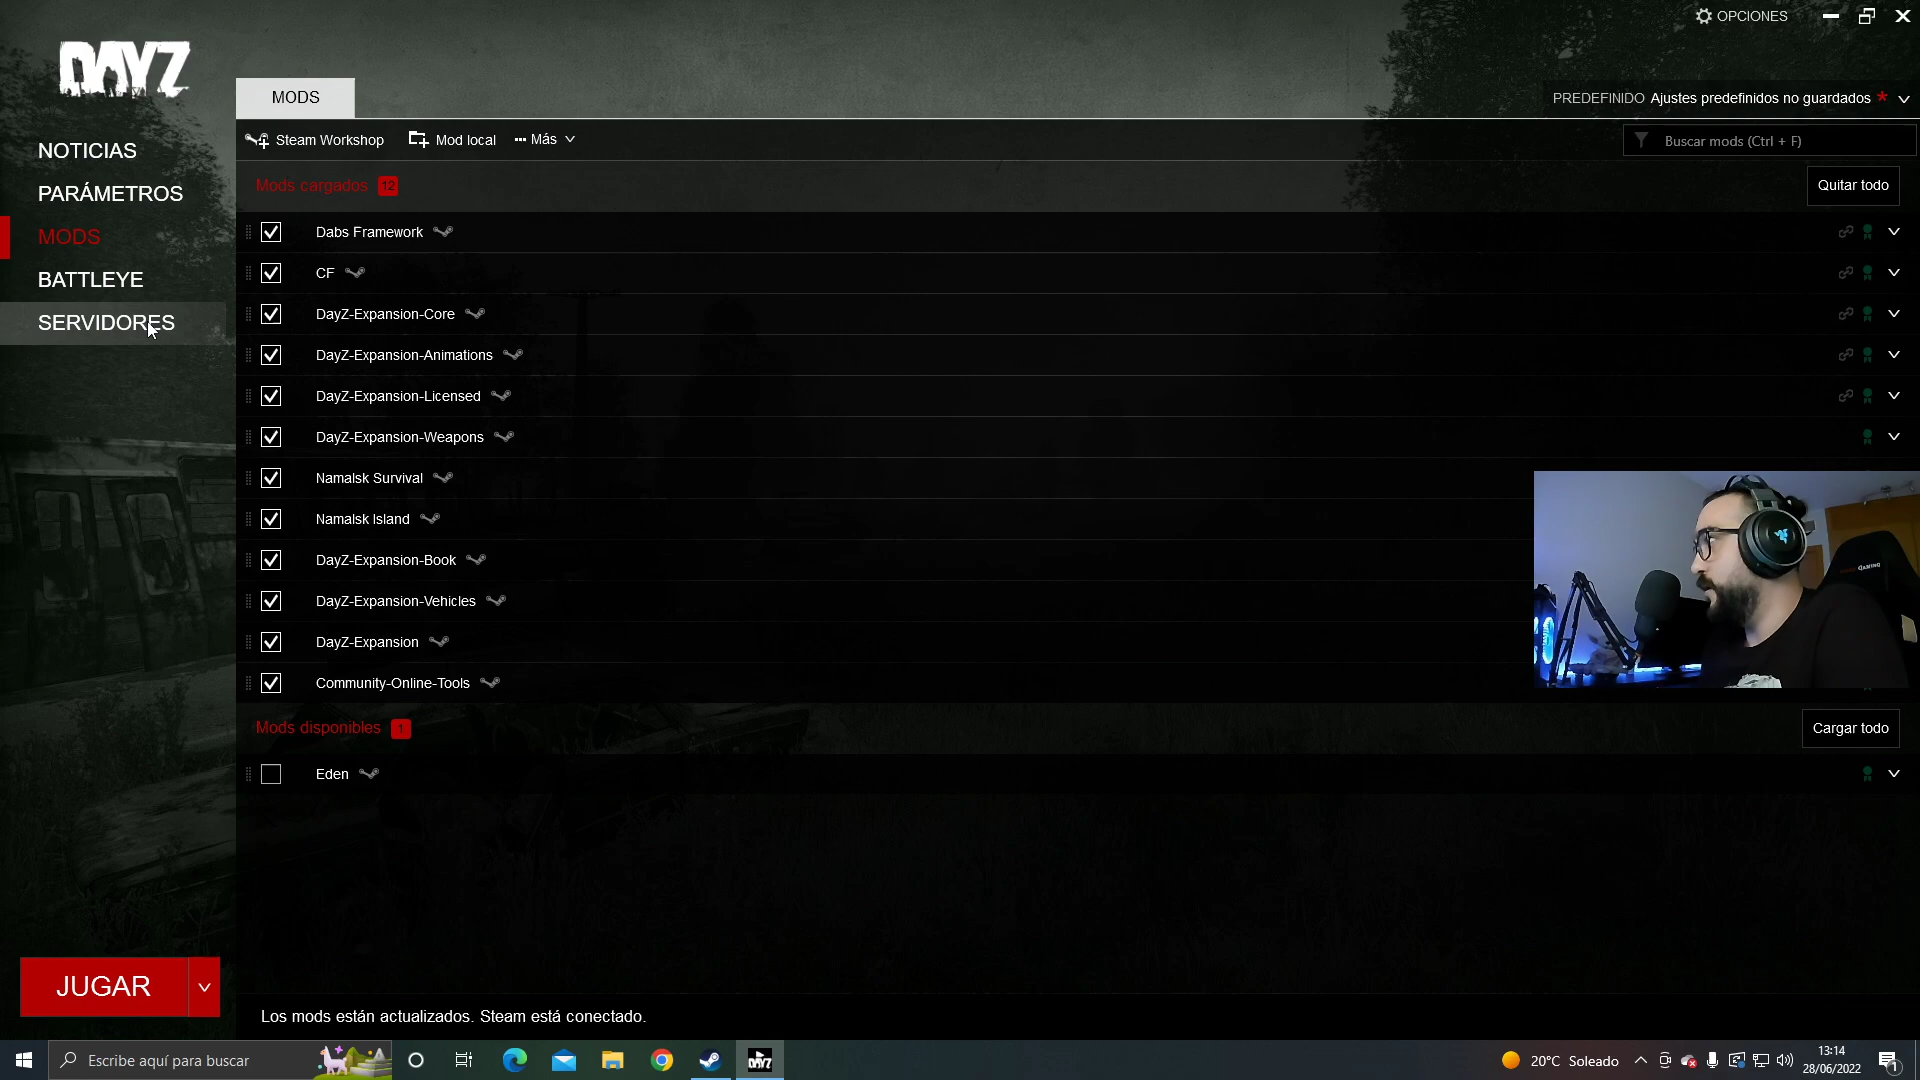 OPCIONES
DAYZ
MODS
PREDEFINIDO Ajustes predefinidos no guardados *
NOTICIAS
PARÁMETROS
MODS
BATTLEYE
SERVIDORES
Steam Workshop
Mod local
Más
Buscar mods (Ctrl + F)
Mods cargados 12
Quitar todo
Dabs Framework
CF
DayZ-Expansion-Core
DayZ-Expansion-Animations
DayZ-Expansion-Licensed
DayZ-Expansion-Weapons
Namalsk Survival
Namalsk Island
DayZ-Expansion-Book
DayZ-Expansion-Vehicles
DayZ-Expansion
Community-Online-Tools
GAMING
Mods disponibles 1
Cargar todo
Eden
JUGAR
Los mods están actualizados. Steam está conectado.
Escribe aquí para buscar
DAYZ
20°C Soleado
13:14
28/06/2022
1